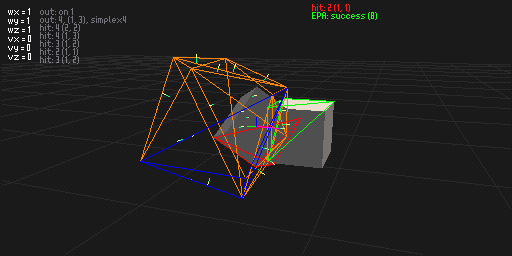 wx = 1 out: on 1
wy = 1 out: 4, (1, 3), simplex4
wz = 1 hit: 4 (2, 2)
vx = 0 hit: 4 (1, 3)
vy = 0 hit: 3 (1, 2)
vz = 0 hit: 2 (1, 1)
hit: 3 (1, 2)
hit: 2 (1, 1)
EPA: success (8)